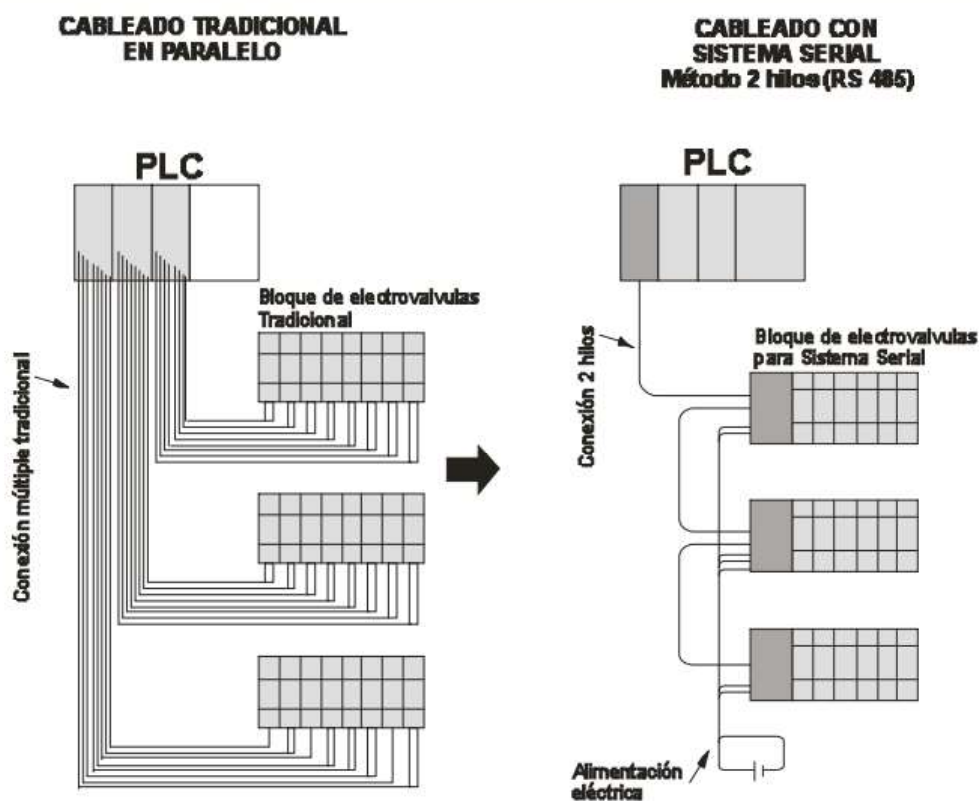 CABLEADO TRADICIONAL
EN PARALELO
PLC
Bloque de electrovalvulas
Tradicional
Conexión múltiple tradicional
CABLEADO CON
SISTEMA SERIAL
Método 2 hilos (RS 485)
PLC
Conexión 2 hilos
Bloque de electrovalvulas
para Sistema Serial
Alimentación
eléctrica